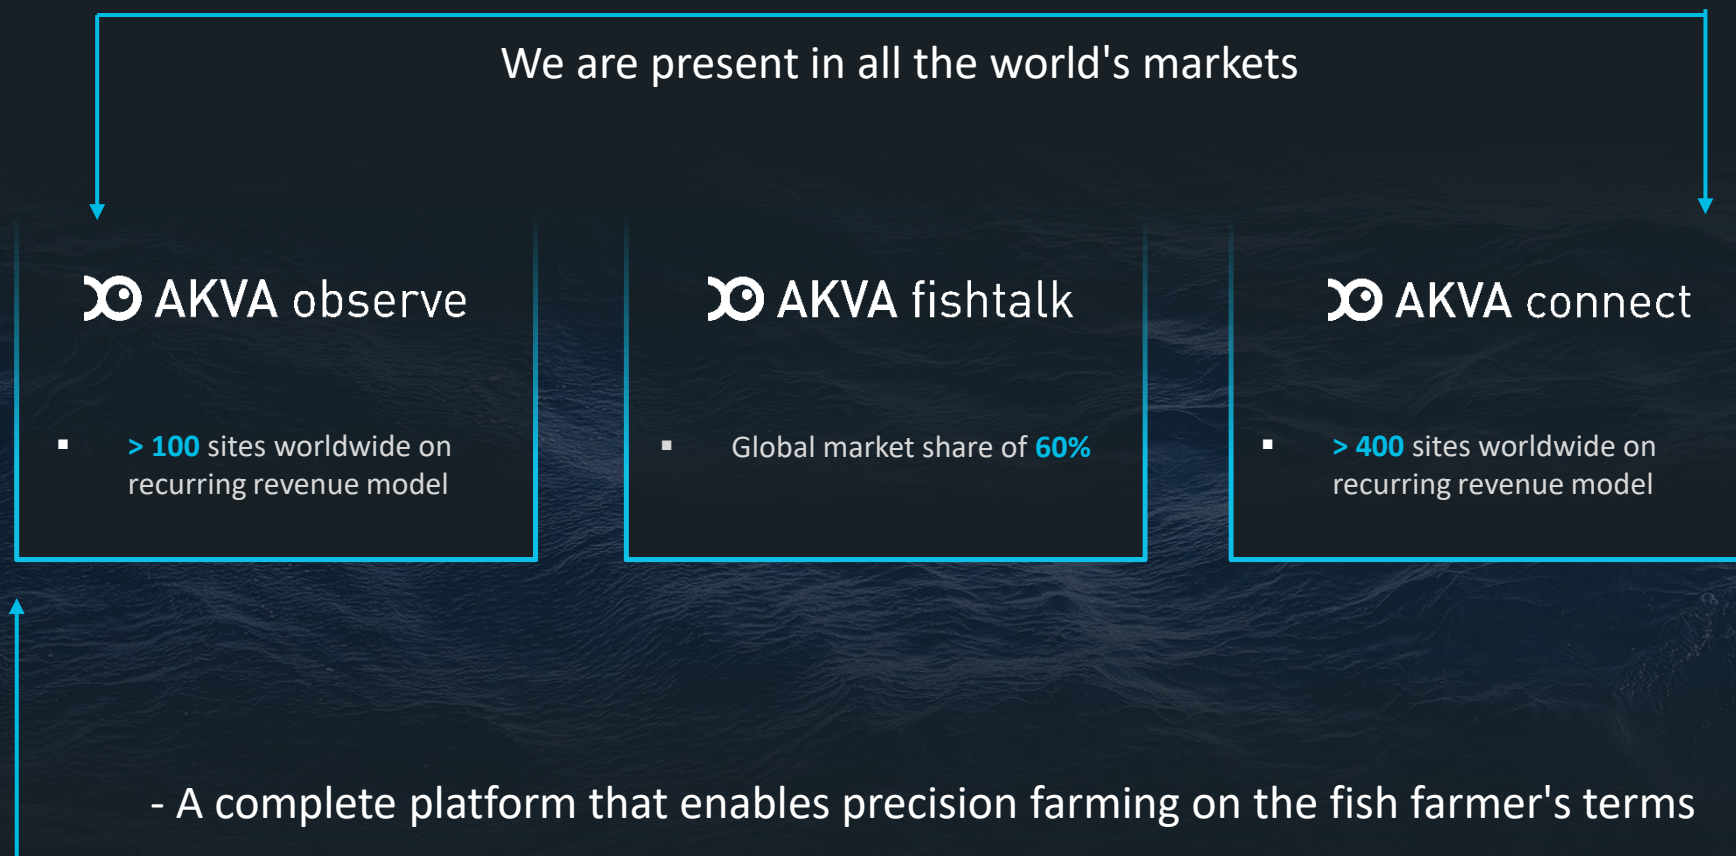 We are present in all the world's markets
AKVA observe
> 100 sites worldwide on
recurring revenue model
AKVA fishtalk
Global market share of 60%
AKVA connect
> 400 sites worldwide on
recurring revenue model
- A complete platform that enables precision farming on the fish farmer's terms